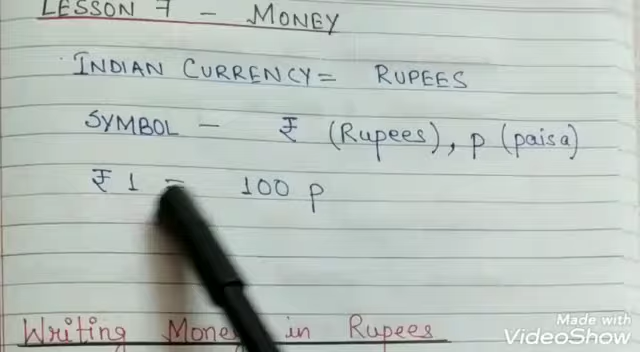 LESSON 7 - MONEY
INDIAN CURRENCY = RUPEES
SYMBOL - ₹ (Rupees), p (paisa)
₹ 1 = 100 p
Writing Money in Rupees
Made with
VideoShow